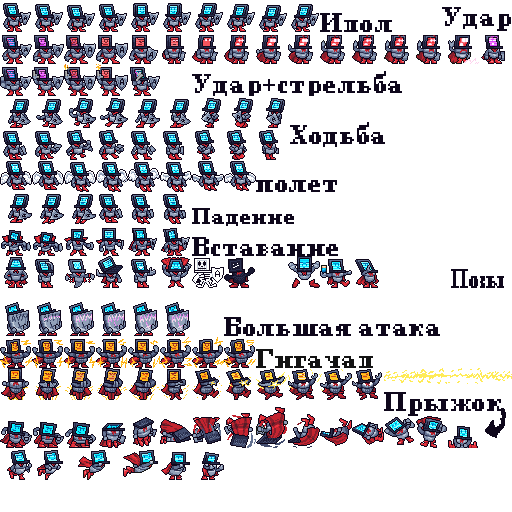 Удар
Идол
Удар+стрельба
Ходьба
полет
Падение
Вставание
Позы
Большая атака
Гигачад
Прыжок